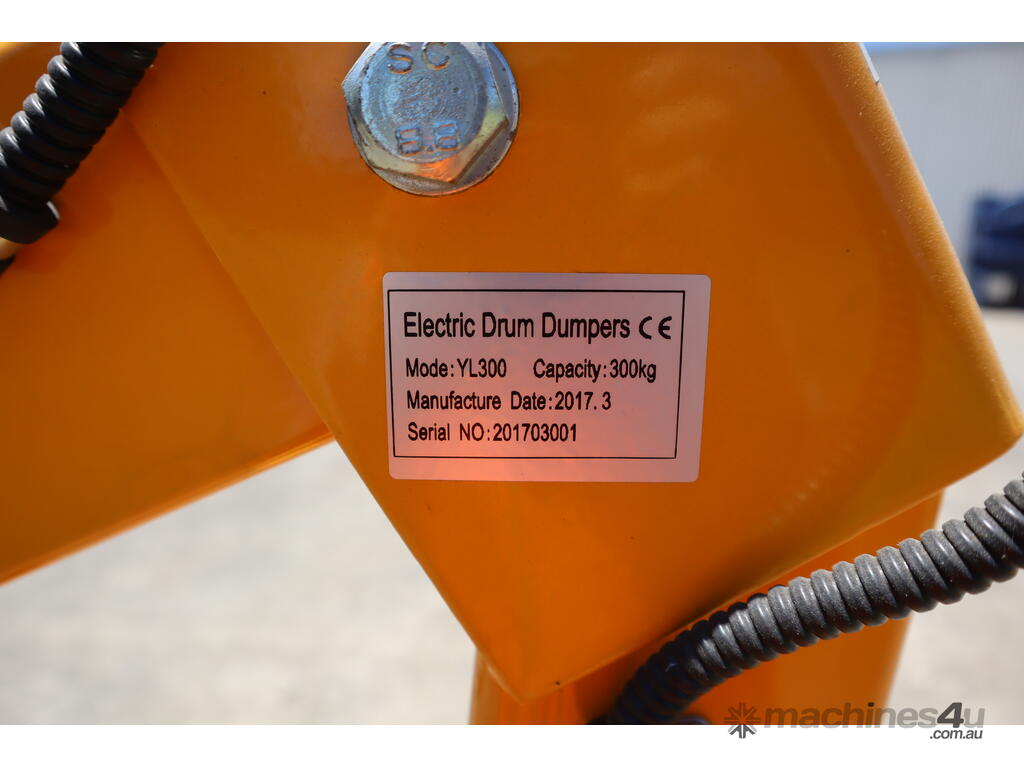 SC
8.8
Electric Drum Dumpers CE
Mode:YL300 Capacity:300kg
Manufacture Date:2017.3
Serial NO:201703001
machines4u
.com.au